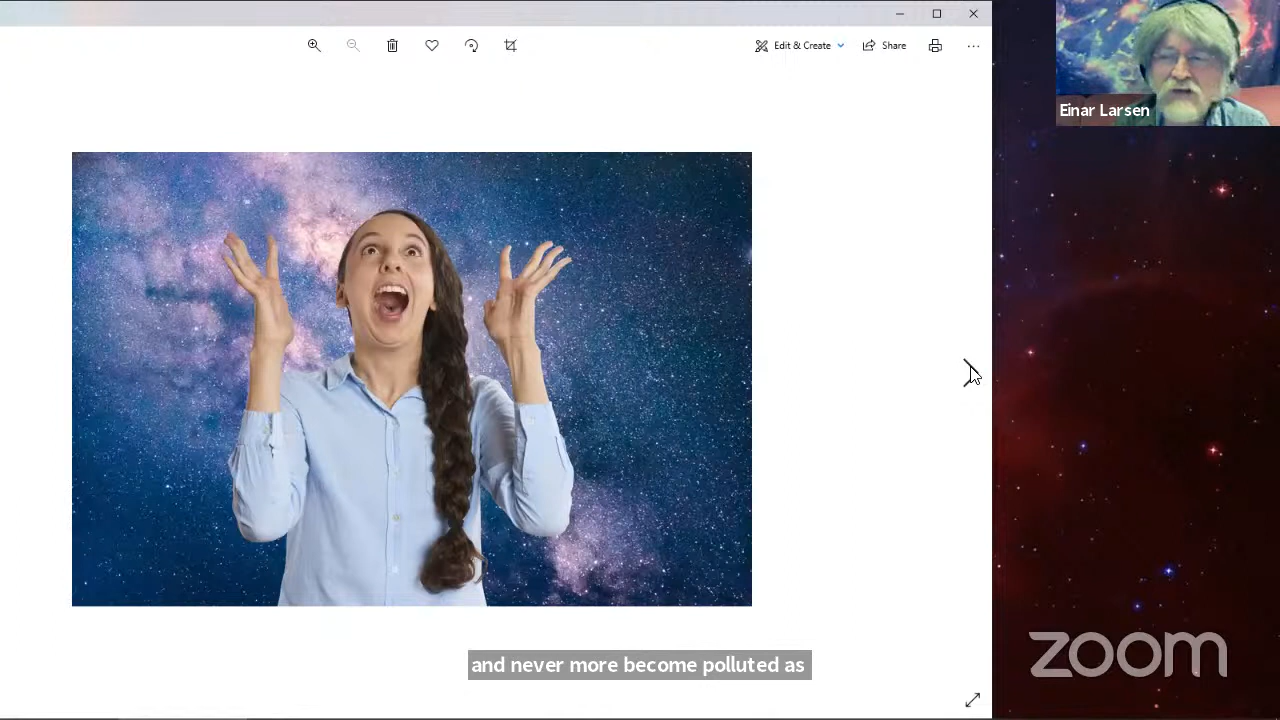 Edit & Create
Share
Einar Larsen
and never more become polluted as
zoom